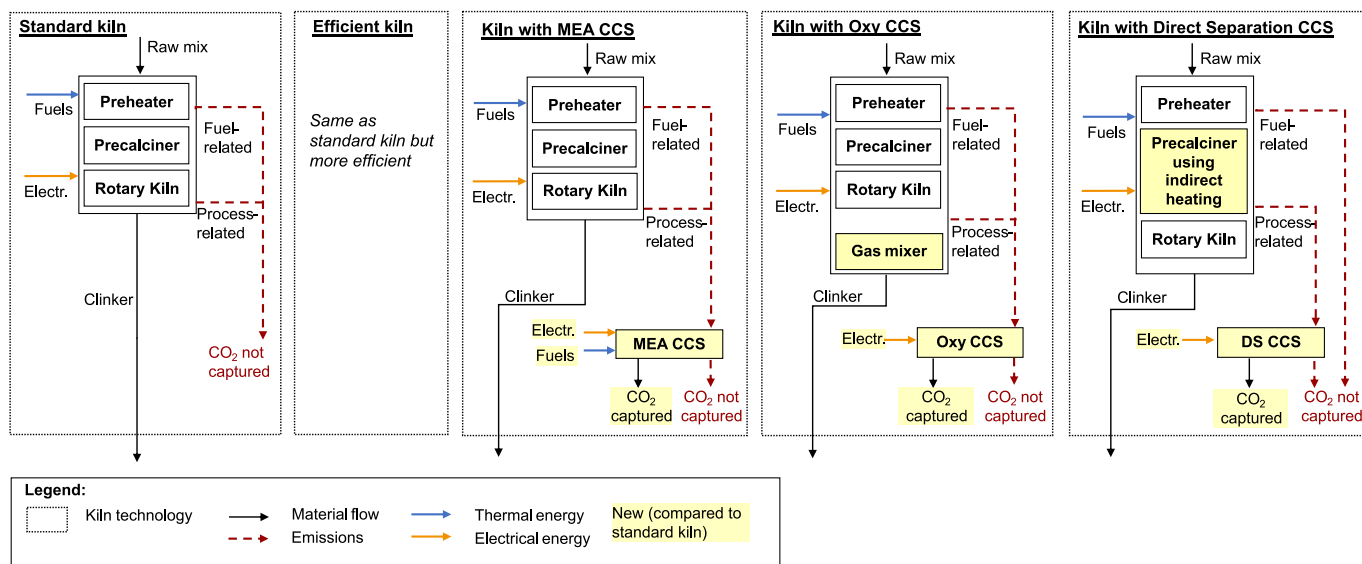 Standard kiln
Raw mix
Preheater
Precalciner
Rotary Kiln
Fuels
Electr.
Fuel-
related
Process-
related
Clinker
CO₂ not
captured
Efficient kiln
Same as
standard kiln but
more efficient
Kiln with MEA CCS
Raw mix
Preheater
Precalciner
Rotary Kiln
Fuels
Electr.
Fuel-
related
Process-
related
Clinker
Electr.
Fuels
MEA CCS
CO₂
captured
CO₂ not
captured
Kiln with Oxy CCS
Raw mix
Preheater
Precalciner
Rotary Kiln
Gas mixer
Fuels
Electr.
Fuel-
related
Process-
related
Clinker
Electr.
Oxy CCS
CO₂
captured
CO₂ not
captured
Kiln with Direct Separation CCS
Raw mix
Preheater
Precalciner
using
indirect
heating
Rotary Kiln
Fuels
Electr.
Fuel-
related
Process-
related
Clinker
Electr.
DS CCS
CO₂
captured
CO₂ not
captured
Legend:
Kiln technology
Material flow
Emissions
Thermal energy
Electrical energy
New (compared to
standard kiln)